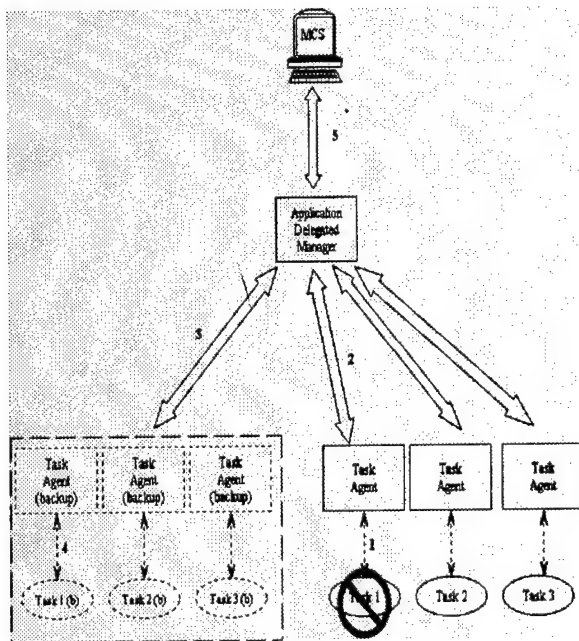 MCS
5
Application
Delegated
Manager
3
2
Task
Agent
(backup)
Task
Agent
(backup)
Task
Agent
(backup)
Task
Agent
Task
Agent
Task
Agent
4
1
Task 1 (b)
Task 2 (b)
Task 3 (b)
Task 1
Task 2
Task 3